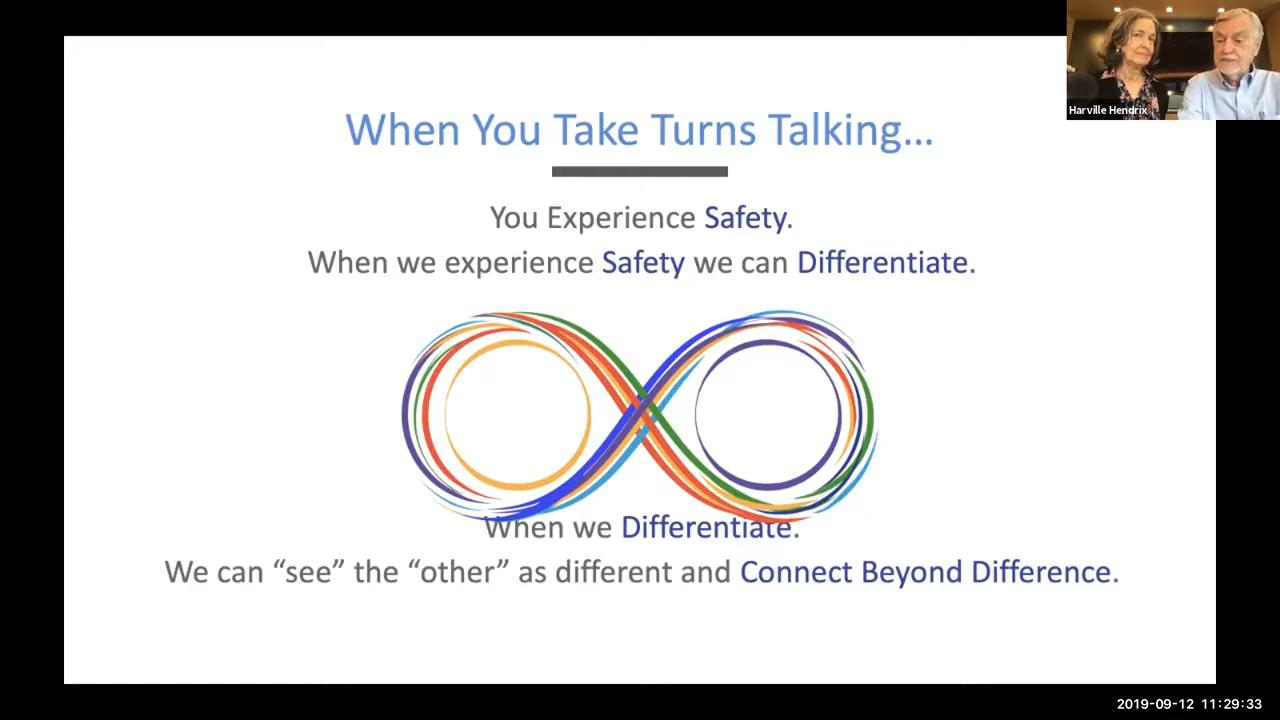 Harville Hendrix
When You Take Turns Talking...
You Experience Safety.
When we experience Safety we can Differentiate.
When we Differentiate.
We can “see” the “other” as different and Connect Beyond Difference.
2019-09-12 11:29:33